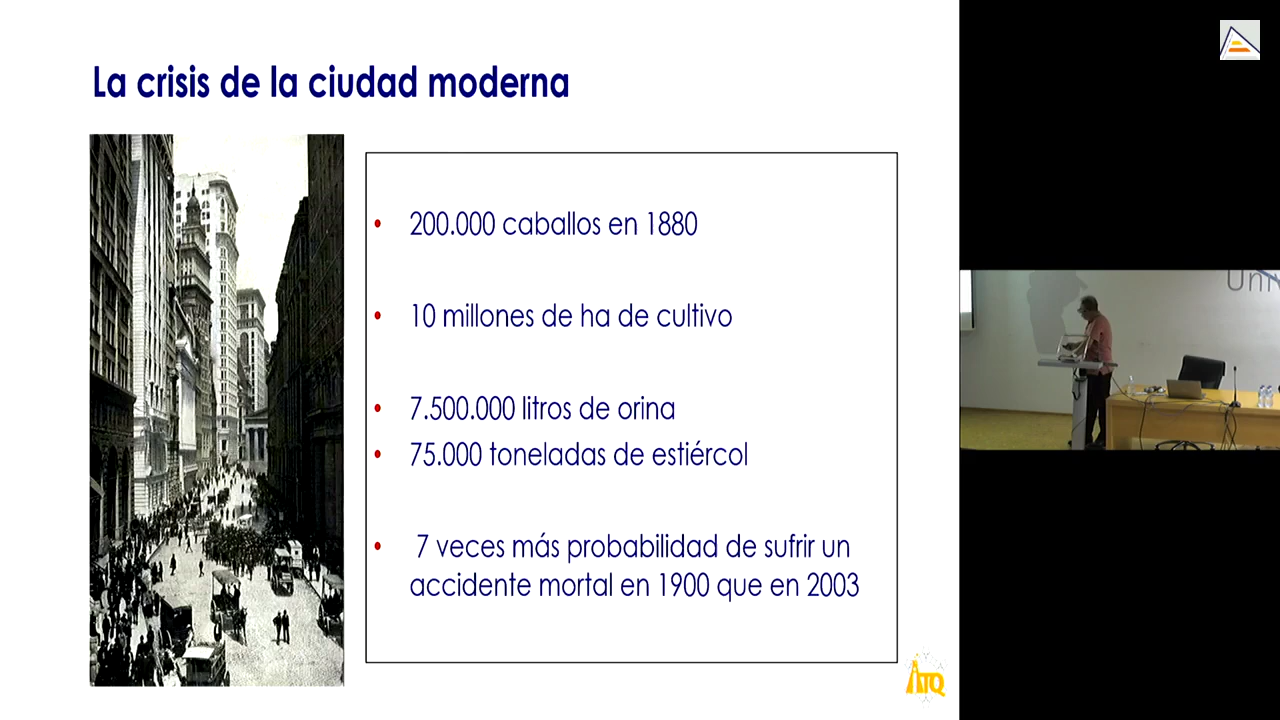 La crisis de la ciudad moderna
• 200.000 caballos en 1880
• 10 millones de ha de cultivo
• 7.500.000 litros de orina
• 75.000 toneladas de estiércol
• 7 veces más probabilidad de sufrir un
accidente mortal en 1900 que en 2003
ATQ